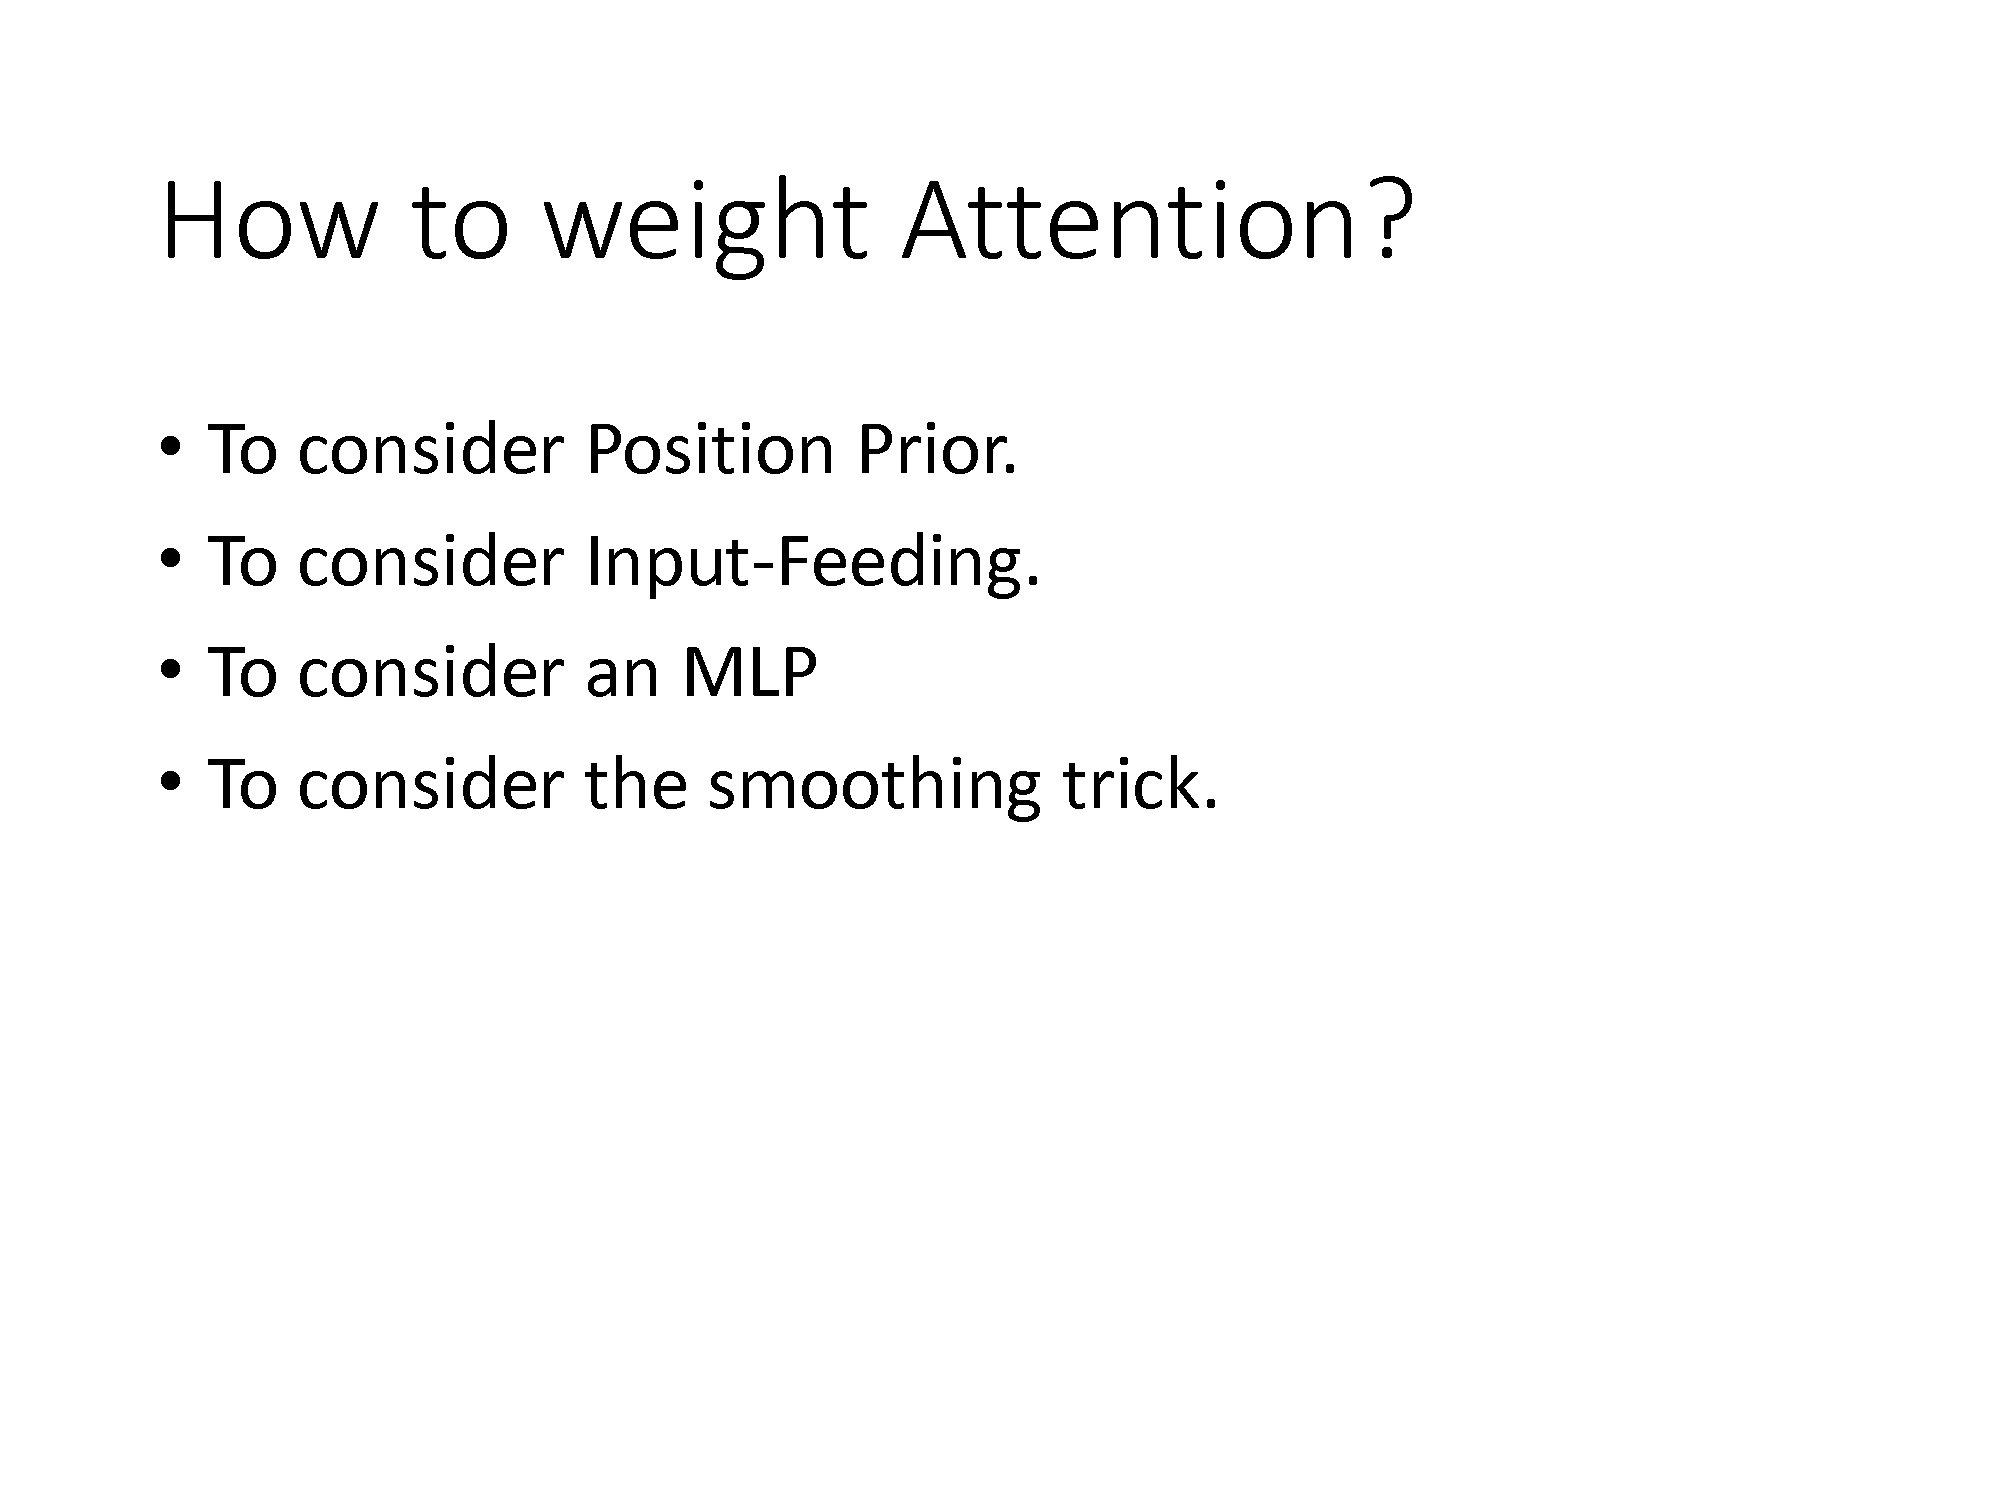 How to weight Attention?
• To consider Position Prior.
• To consider Input-Feeding.
• To consider an MLP
• To consider the smoothing trick.